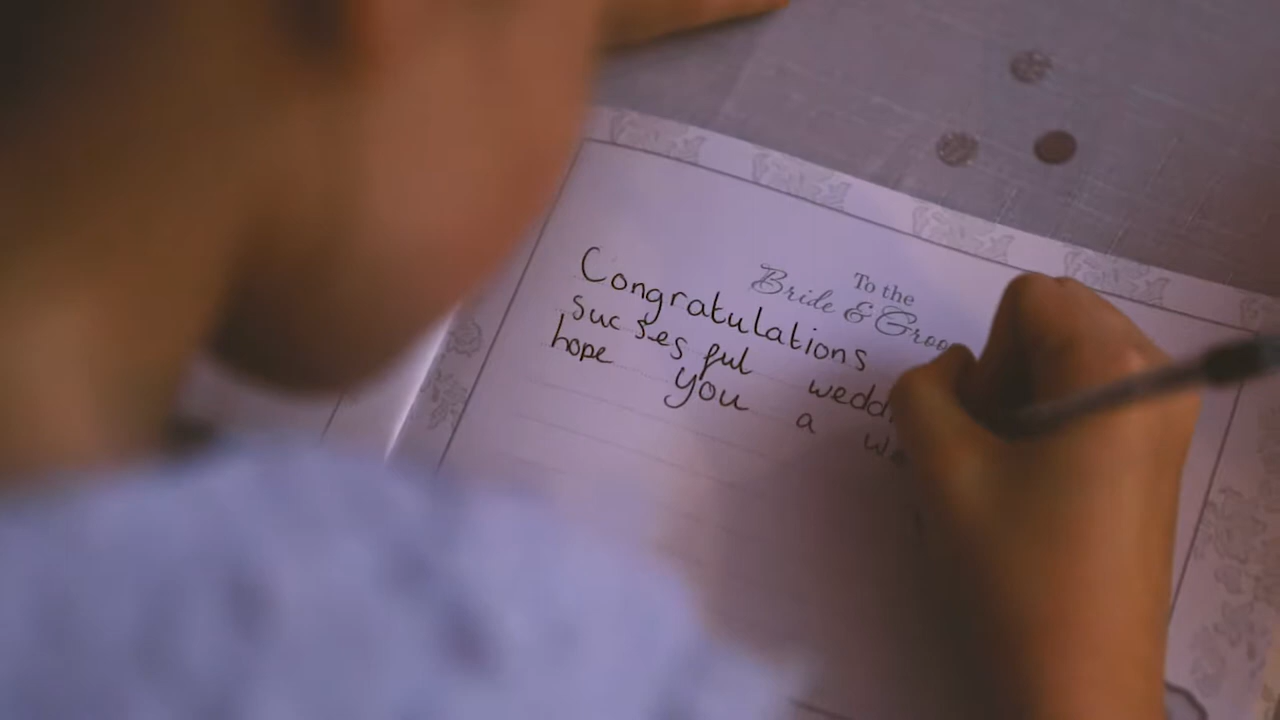 To the
Bride & Groo
Congratulations
suc ses ful wedd
hope you a w